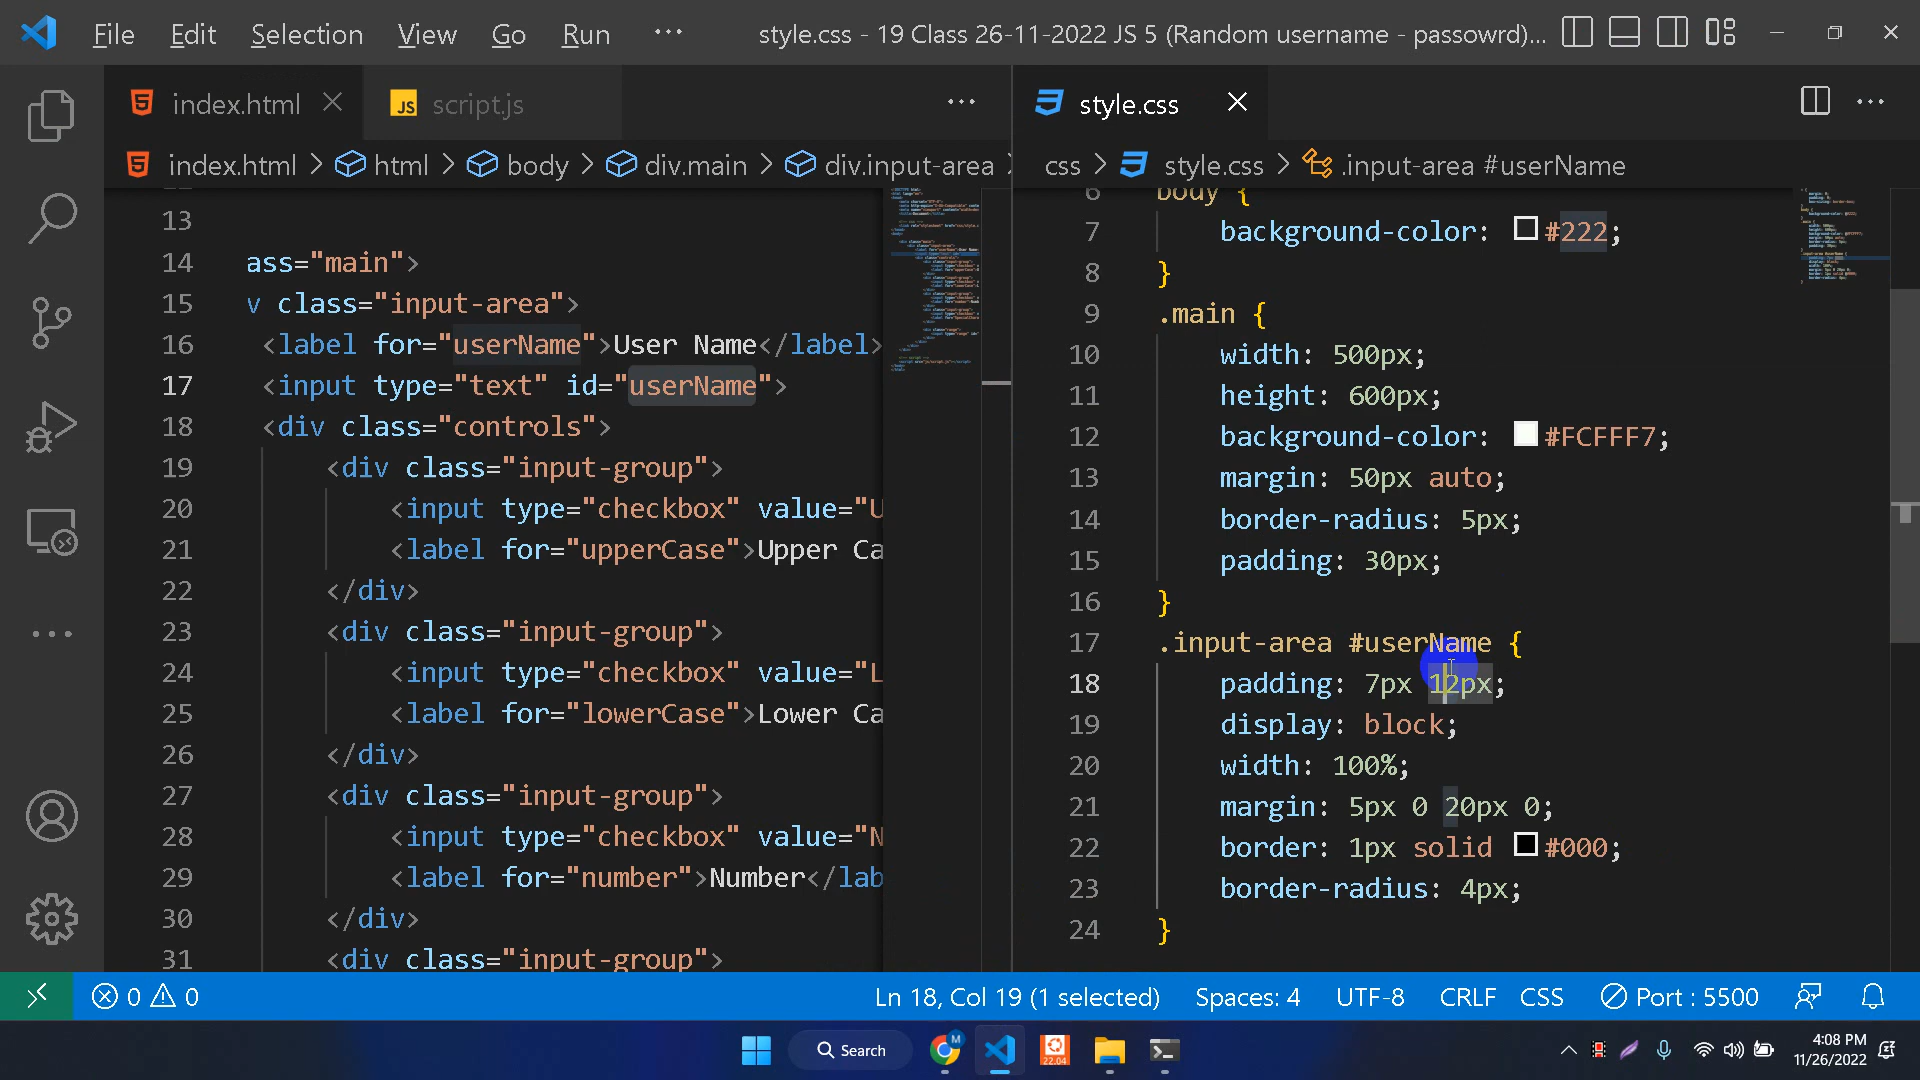 File Edit Selection View Go Run ··· style.css - 19 Class 26-11-2022 JS 5 (Random username - passowrd)...
index.html
JS script.js
···
style.css
···
index.html > html > body > div.main > div.input-area
css > style.css > .input-area #userName
13
14 ass="main">
15 v class="input-area">
16 <label for="userName">User Name</label>
17 <input type="text" id="userName">
18 <div class="controls">
19 <div class="input-group">
20 <input type="checkbox" value="U
21 <label for="upperCase">Upper Ca
22 </div>
23 <div class="input-group">
24 <input type="checkbox" value="L
25 <label for="lowerCase">Lower Ca
26 </div>
27 <div class="input-group">
28 <input type="checkbox" value="N
29 <label for="number">Number</lab
30 </div>
31 <div class="input-group">
6 body {
7 background-color: #222;
8 }
9 .main {
10 width: 500px;
11 height: 600px;
12 background-color: #FCFFF7;
13 margin: 50px auto;
14 border-radius: 5px;
15 padding: 30px;
16 }
17 .input-area #userName {
18 padding: 7px 12px;
19 display: block;
20 width: 100%;
21 margin: 5px 0 20px 0;
22 border: 1px solid #000;
23 border-radius: 4px;
24 }
0 0 Ln 18, Col 19 (1 selected) Spaces: 4 UTF-8 CRLF CSS Port : 5500
Search
M
22.04
4:08 PM
11/26/2022